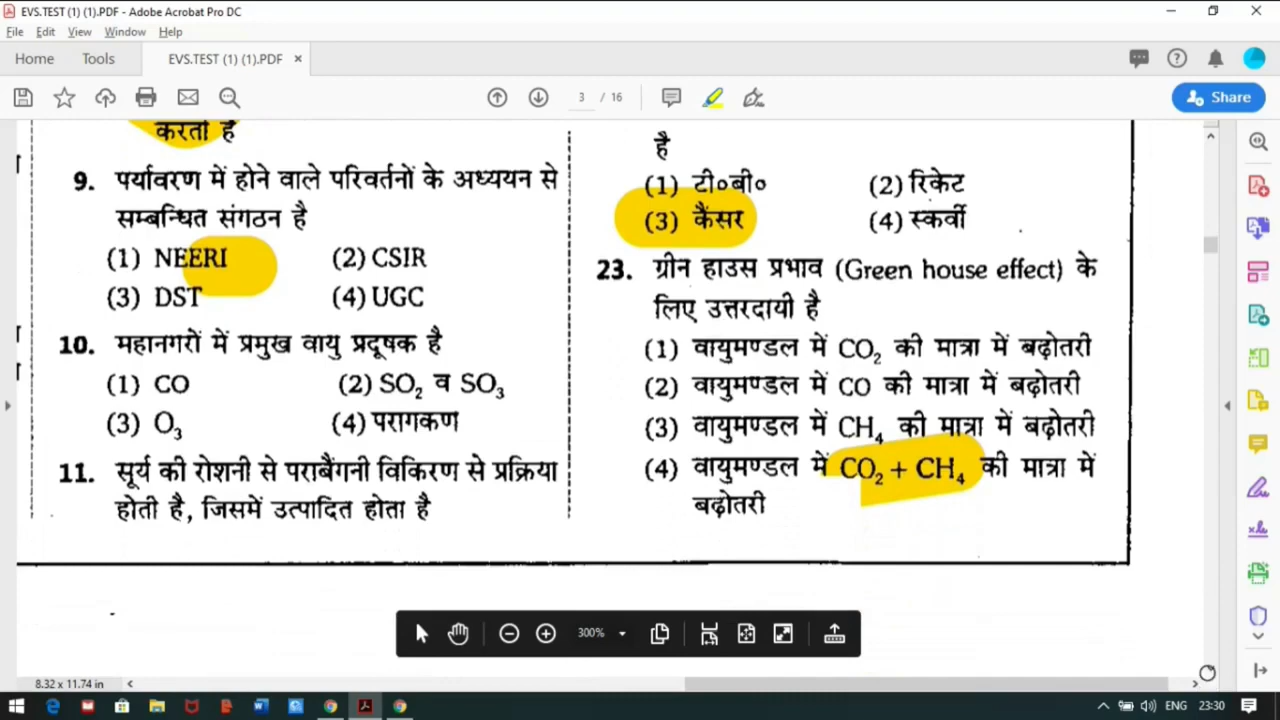 EVS.TEST (1) (1).PDF - Adobe Acrobat Pro DC
File Edit View Window Help
Home Tools EVS.TEST (1) (1).PDF ×
3 / 16
Share
करता है
9. पर्यावरण में होने वाले परिवर्तनों के अध्ययन से
सम्बन्धित संगठन है
(1) NEERI (2) CSIR
(3) DST (4) UGC
10. महानगरों में प्रमुख वायु प्रदूषक है
(1) CO (2) SO₂ व SO₃
(3) O₃ (4) परागकण
11. सूर्य की रोशनी से पराबैंगनी विकिरण से प्रक्रिया
होती है, जिसमें उत्पादित होता है
है
(1) टी०बी० (2) रिकेट
(3) कैंसर (4) स्कर्वी
23. ग्रीन हाउस प्रभाव (Green house effect) के
लिए उत्तरदायी है
(1) वायुमण्डल में CO₂ की मात्रा में बढ़ोतरी
(2) वायुमण्डल में CO की मात्रा में बढ़ोतरी
(3) वायुमण्डल में CH₄ की मात्रा में बढ़ोतरी
(4) वायुमण्डल में CO₂ + CH₄ की मात्रा में
बढ़ोतरी
300%
8.32 x 11.74 in
ENG 23:30